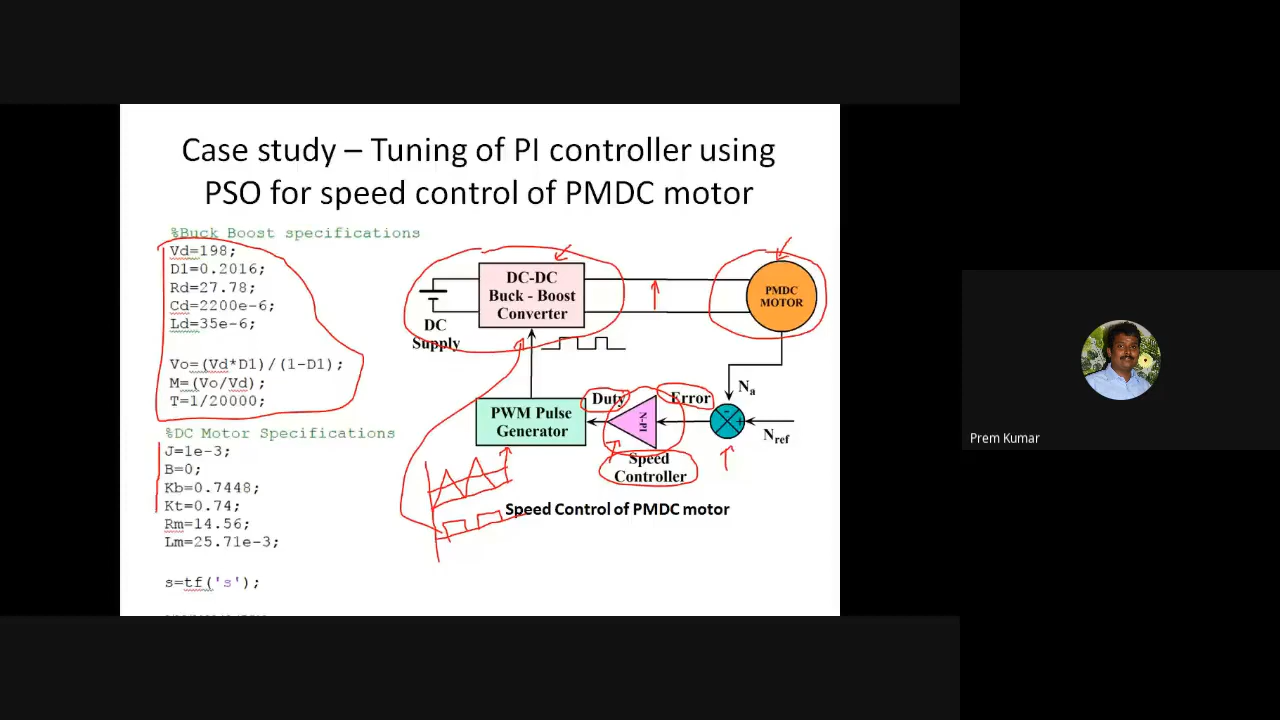 Case study – Tuning of PI controller using
PSO for speed control of PMDC motor
%Buck Boost specifications
Vd=198;
D1=0.2016;
Rd=27.78;
Cd=2200e-6;
Ld=35e-6;
Vo=(Vd*D1)/(1-D1);
M=(Vo/Vd);
T=1/20000;
%DC Motor Specifications
J=1e-3;
B=0;
Kb=0.7448;
Kt=0.74;
Rm=14.56;
Lm=25.71e-3;
s=tf('s');
DC-DC
Buck - Boost
Converter
DC
Supply
PMDC
MOTOR
Na
Duty
Error
N-PI
PWM Pulse
Generator
-
+
Nref
Speed
Controller
Speed Control of PMDC motor
Prem Kumar